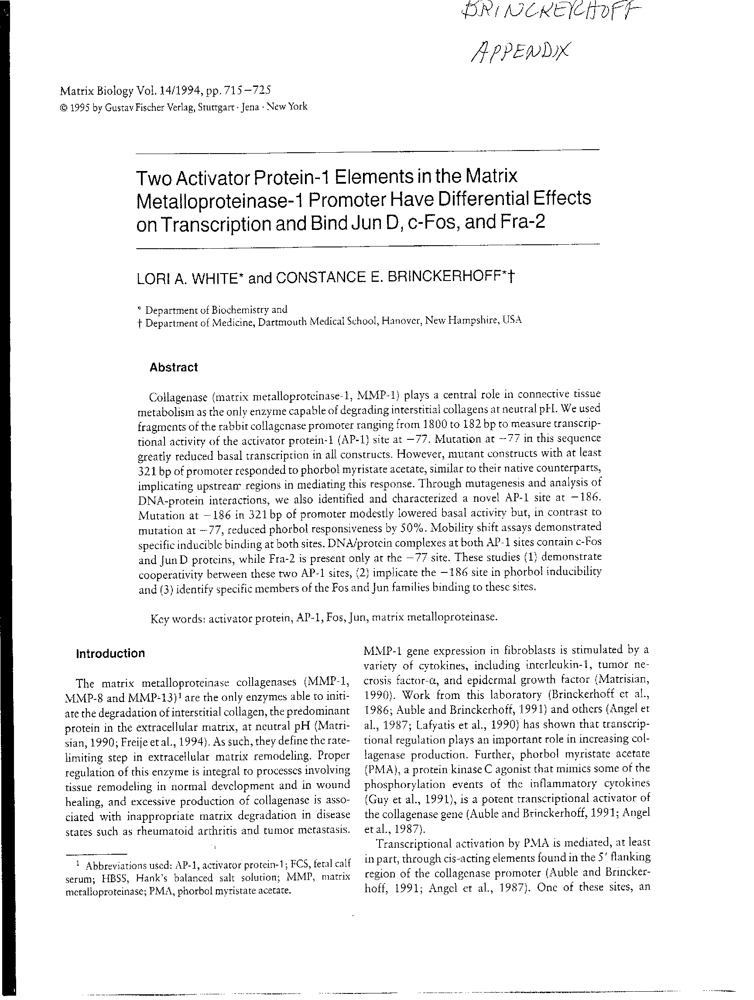 BRINCKERHOFF
APPENDIX
Matrix Biology Vol. 14/1994, pp. 715–725
© 1995 by Gustav Fischer Verlag, Stuttgart · Jena · New York
Two Activator Protein-1 Elements in the Matrix
Metalloproteinase-1 Promoter Have Differential Effects
on Transcription and Bind Jun D, c-Fos, and Fra-2
LORI A. WHITE* and CONSTANCE E. BRINCKERHOFF*†
* Department of Biochemistry and
† Department of Medicine, Dartmouth Medical School, Hanover, New Hampshire, USA
Abstract
Collagenase (matrix metalloproteinase-1, MMP-1) plays a central role in connective tissue
metabolism as the only enzyme capable of degrading interstitial collagens at neutral pH. We used
fragments of the rabbit collagenase promoter ranging from 1800 to 182 bp to measure transcrip-
tional activity of the activator protein-1 (AP-1) site at −77. Mutation at −77 in this sequence
greatly reduced basal transcription in all constructs. However, mutant constructs with at least
321 bp of promoter responded to phorbol myristate acetate, similar to their native counterparts,
implicating upstream regions in mediating this response. Through mutagenesis and analysis of
DNA-protein interactions, we also identified and characterized a novel AP-1 site at −186.
Mutation at −186 in 321 bp of promoter modestly lowered basal activity but, in contrast to
mutation at −77, reduced phorbol responsiveness by 50%. Mobility shift assays demonstrated
specific inducible binding at both sites. DNA/protein complexes at both AP-1 sites contain c-Fos
and Jun D proteins, while Fra-2 is present only at the −77 site. These studies (1) demonstrate
cooperativity between these two AP-1 sites, (2) implicate the −186 site in phorbol inducibility
and (3) identify specific members of the Fos and Jun families binding to these sites.
Key words: activator protein, AP-1, Fos, Jun, matrix metalloproteinase.
Introduction
The matrix metalloproteinase collagenases (MMP-1,
MMP-8 and MMP-13)¹ are the only enzymes able to initi-
ate the degradation of interstitial collagen, the predominant
protein in the extracellular matrix, at neutral pH (Matri-
sian, 1990; Freije et al., 1994). As such, they define the rate-
limiting step in extracellular matrix remodeling. Proper
regulation of this enzyme is integral to processes involving
tissue remodeling in normal development and in wound
healing, and excessive production of collagenase is asso-
ciated with inappropriate matrix degradation in disease
states such as rheumatoid arthritis and tumor metastasis.
¹ Abbreviations used: AP-1, activator protein-1; FCS, fetal calf
serum; HBSS, Hank's balanced salt solution; MMP, matrix
metalloproteinase; PMA, phorbol myristate acetate.
MMP-1 gene expression in fibroblasts is stimulated by a
variety of cytokines, including interleukin-1, tumor ne-
crosis factor-α, and epidermal growth factor (Matrisian,
1990). Work from this laboratory (Brinckerhoff et al.,
1986; Auble and Brinckerhoff, 1991) and others (Angel et
al., 1987; Lafyatis et al., 1990) has shown that transcrip-
tional regulation plays an important role in increasing col-
lagenase production. Further, phorbol myristate acetate
(PMA), a protein kinase C agonist that mimics some of the
phosphorylation events of the inflammatory cytokines
(Guy et al., 1991), is a potent transcriptional activator of
the collagenase gene (Auble and Brinckerhoff, 1991; Angel
et al., 1987).
Transcriptional activation by PMA is mediated, at least
in part, through cis-acting elements found in the 5′ flanking
region of the collagenase promoter (Auble and Brincker-
hoff, 1991; Angel et al., 1987). One of these sites, an